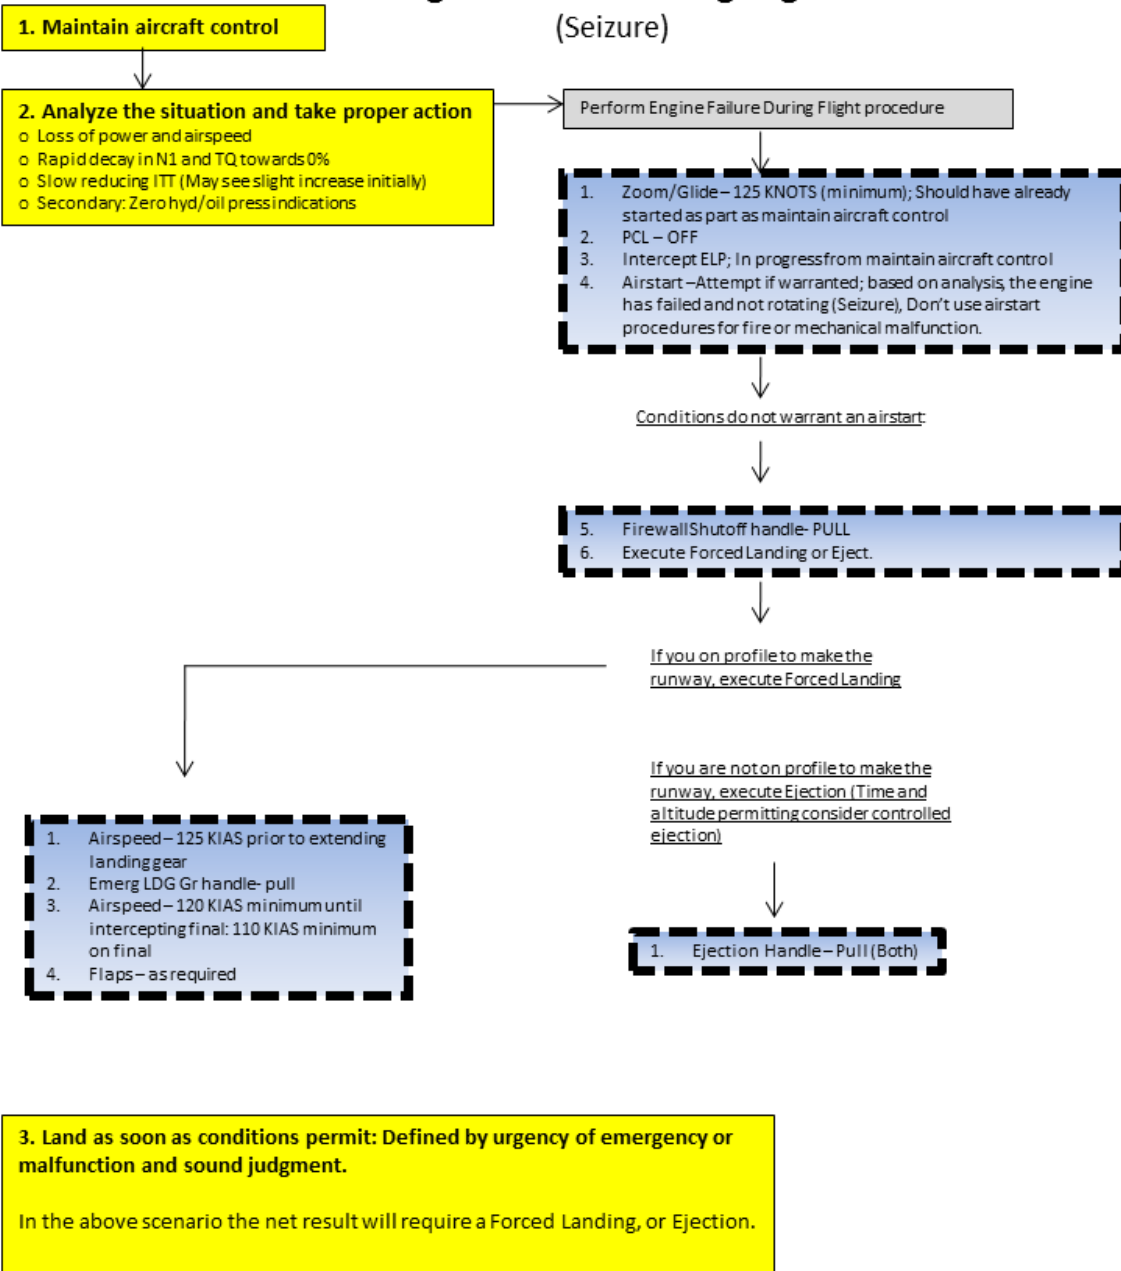 (Seizure)
1. Maintain aircraft control
2. Analyze the situation and take proper action
o Loss of power and airspeed
o Rapid decay in N1 and TQ towards 0%
o Slow reducing ITT (May see slight increase initially)
o Secondary: Zero hyd/oil press indications
Perform Engine Failure During Flight procedure
1. Zoom/Glide – 125 KNOTS (minimum); Should have already
started as part as maintain aircraft control
2. PCL – OFF
3. Intercept ELP; In progress from maintain aircraft control
4. Airstart –Attempt if warranted; based on analysis, the engine
has failed and not rotating (Seizure), Don't use airstart
procedures for fire or mechanical malfunction.
Conditions do not warrant an airstart:
5. Firewall Shutoff handle- PULL
6. Execute Forced Landing or Eject.
If you on profile to make the
runway, execute Forced Landing
If you are not on profile to make the
runway, execute Ejection (Time and
altitude permitting consider controlled
ejection)
1. Airspeed – 125 KIAS prior to extending
landing gear
2. Emerg LDG Gr handle- pull
3. Airspeed – 120 KIAS minimum until
intercepting final: 110 KIAS minimum
on final
4. Flaps – as required
1. Ejection Handle – Pull (Both)
3. Land as soon as conditions permit: Defined by urgency of emergency or
malfunction and sound judgment.
In the above scenario the net result will require a Forced Landing, or Ejection.